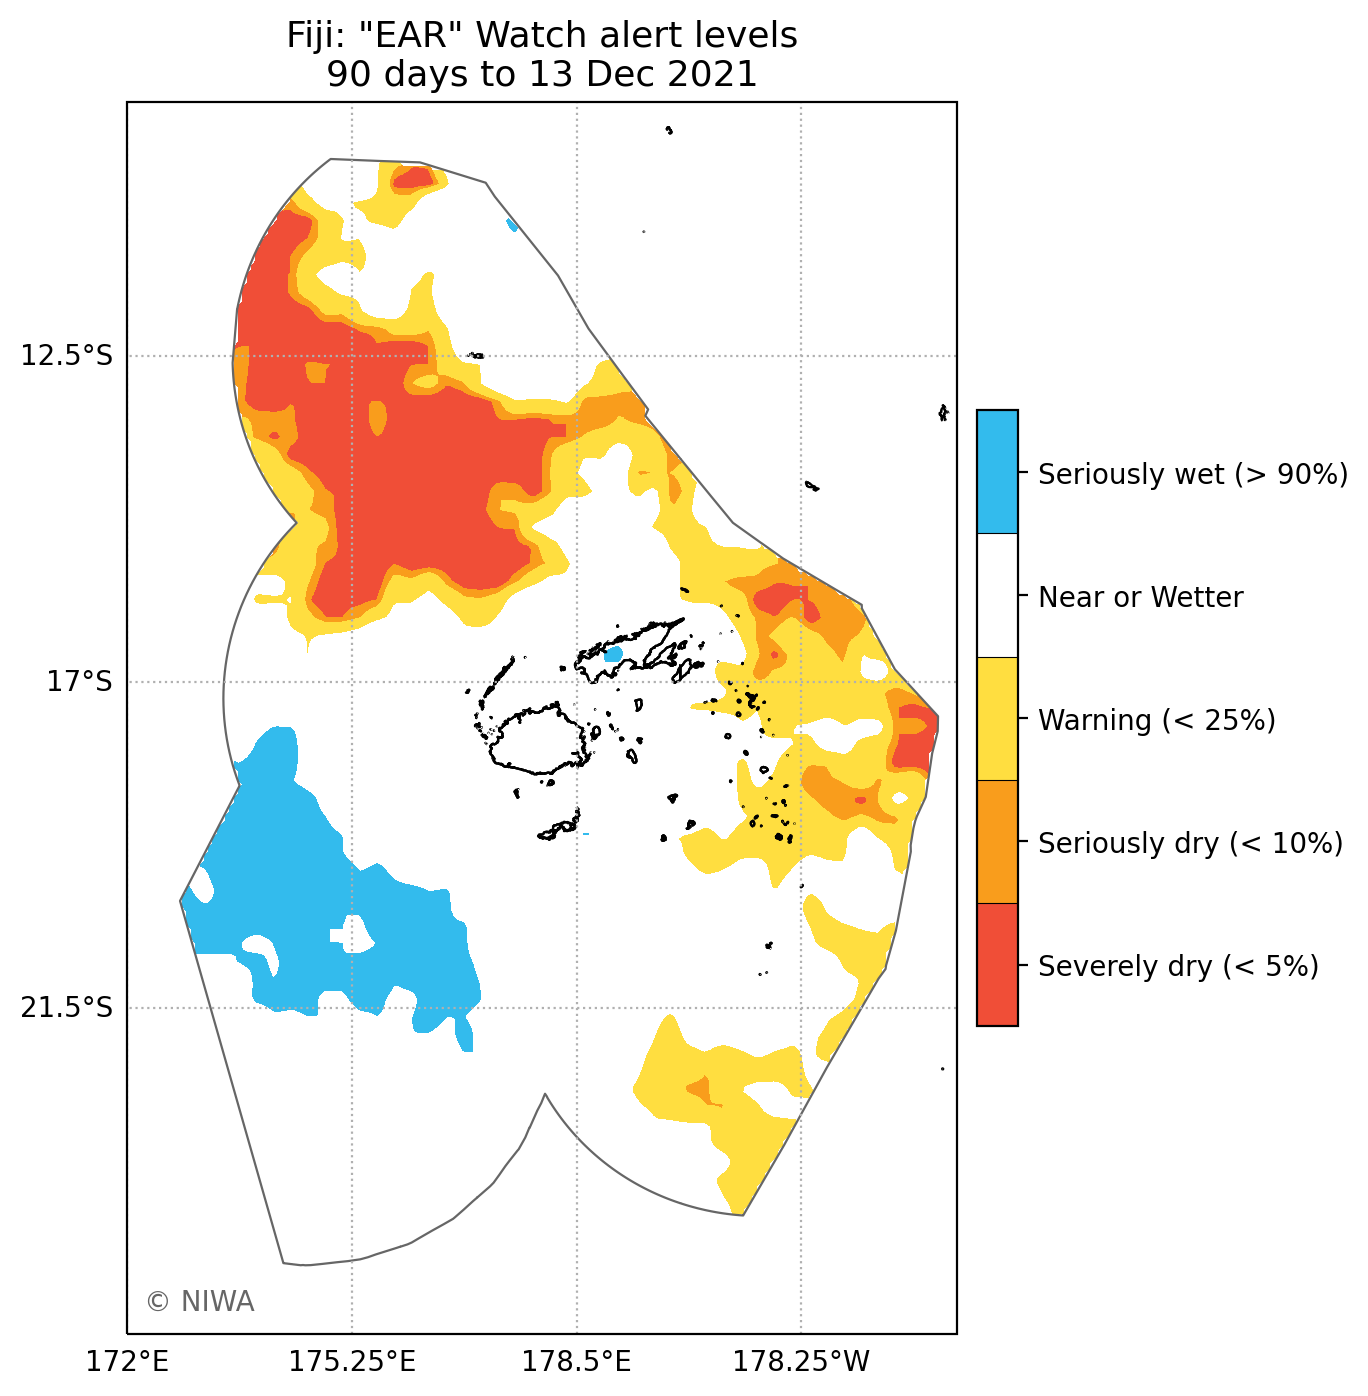 Fiji: "EAR" Watch alert levels
90 days to 13 Dec 2021
12.5°S
17°S
21.5°S
172°E
175.25°E
178.5°E
178.25°W
© NIWA
Seriously wet (> 90%)
Near or Wetter
Warning (< 25%)
Seriously dry (< 10%)
Severely dry (< 5%)